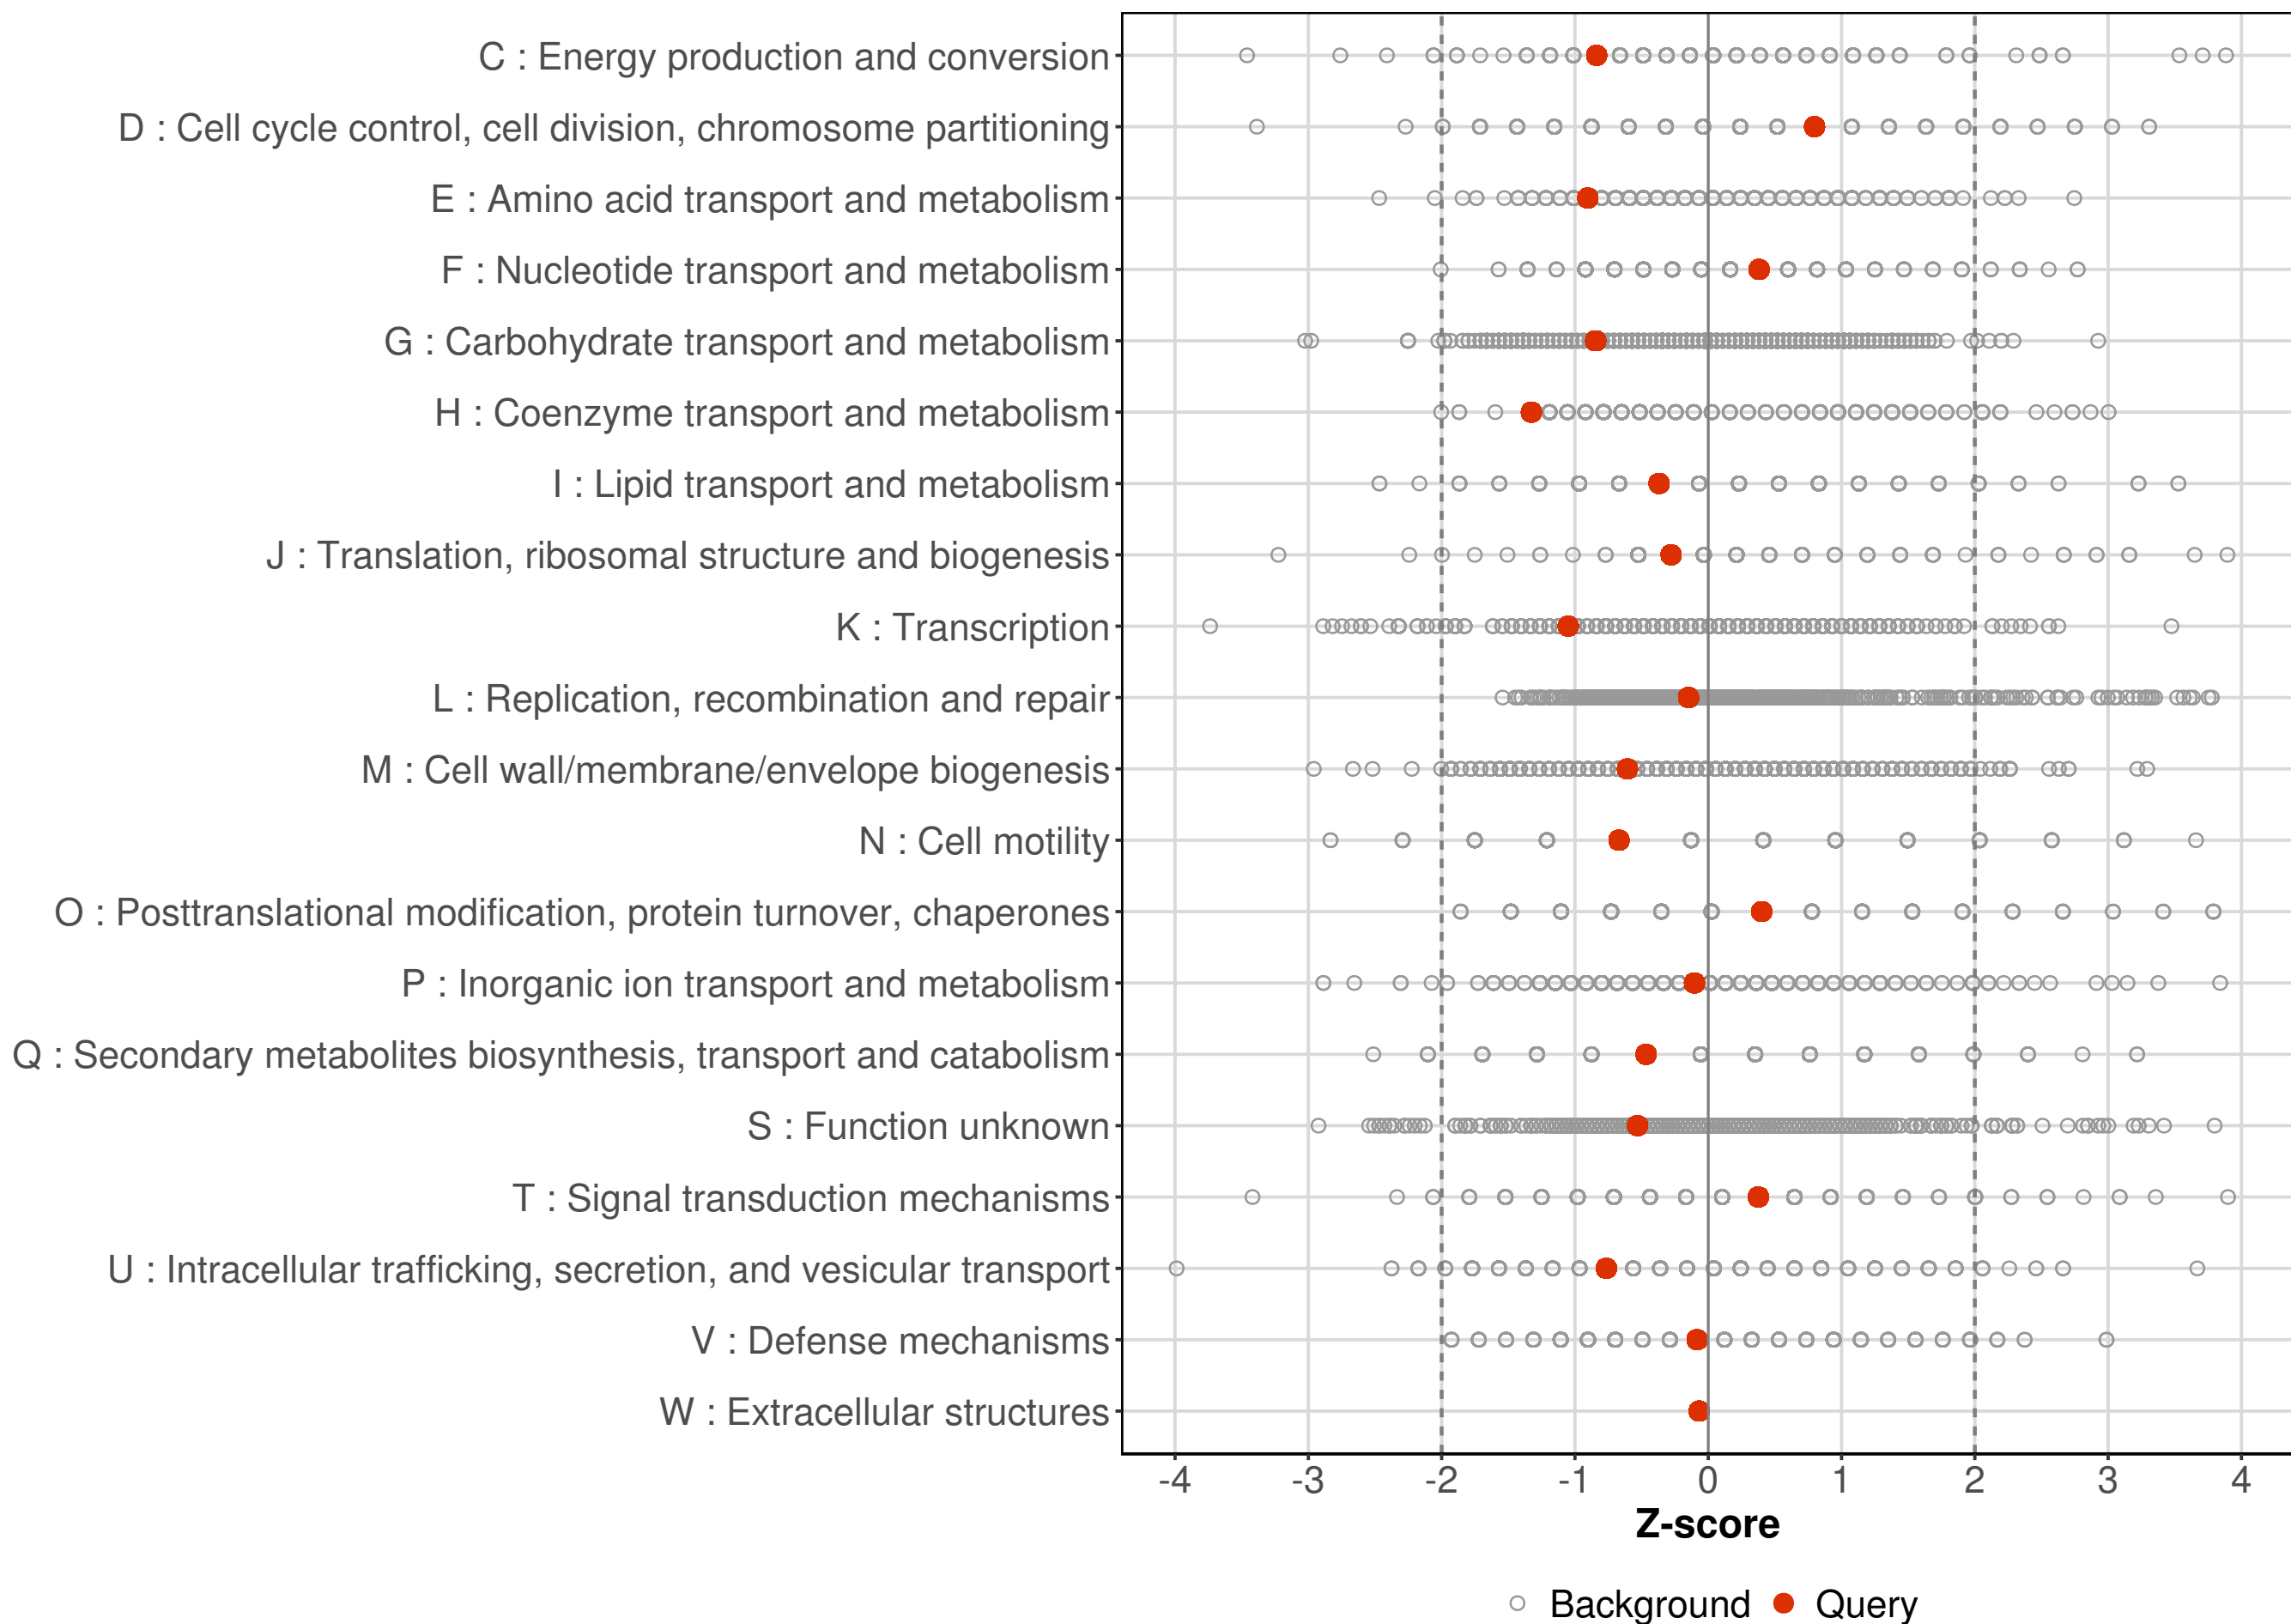 C : Energy production and conversion
D : Cell cycle control, cell division, chromosome partitioning
E : Amino acid transport and metabolism
F : Nucleotide transport and metabolism
G : Carbohydrate transport and metabolism
H : Coenzyme transport and metabolism
I : Lipid transport and metabolism
J : Translation, ribosomal structure and biogenesis
K : Transcription
L : Replication, recombination and repair
M : Cell wall/membrane/envelope biogenesis
N : Cell motility
O : Posttranslational modification, protein turnover, chaperones
P : Inorganic ion transport and metabolism
Q : Secondary metabolites biosynthesis, transport and catabolism
S : Function unknown
T : Signal transduction mechanisms
U : Intracellular trafficking, secretion, and vesicular transport
V : Defense mechanisms
W : Extracellular structures
-4 -3 -2 -1 0 1 2 3 4
Z-score
Background Query